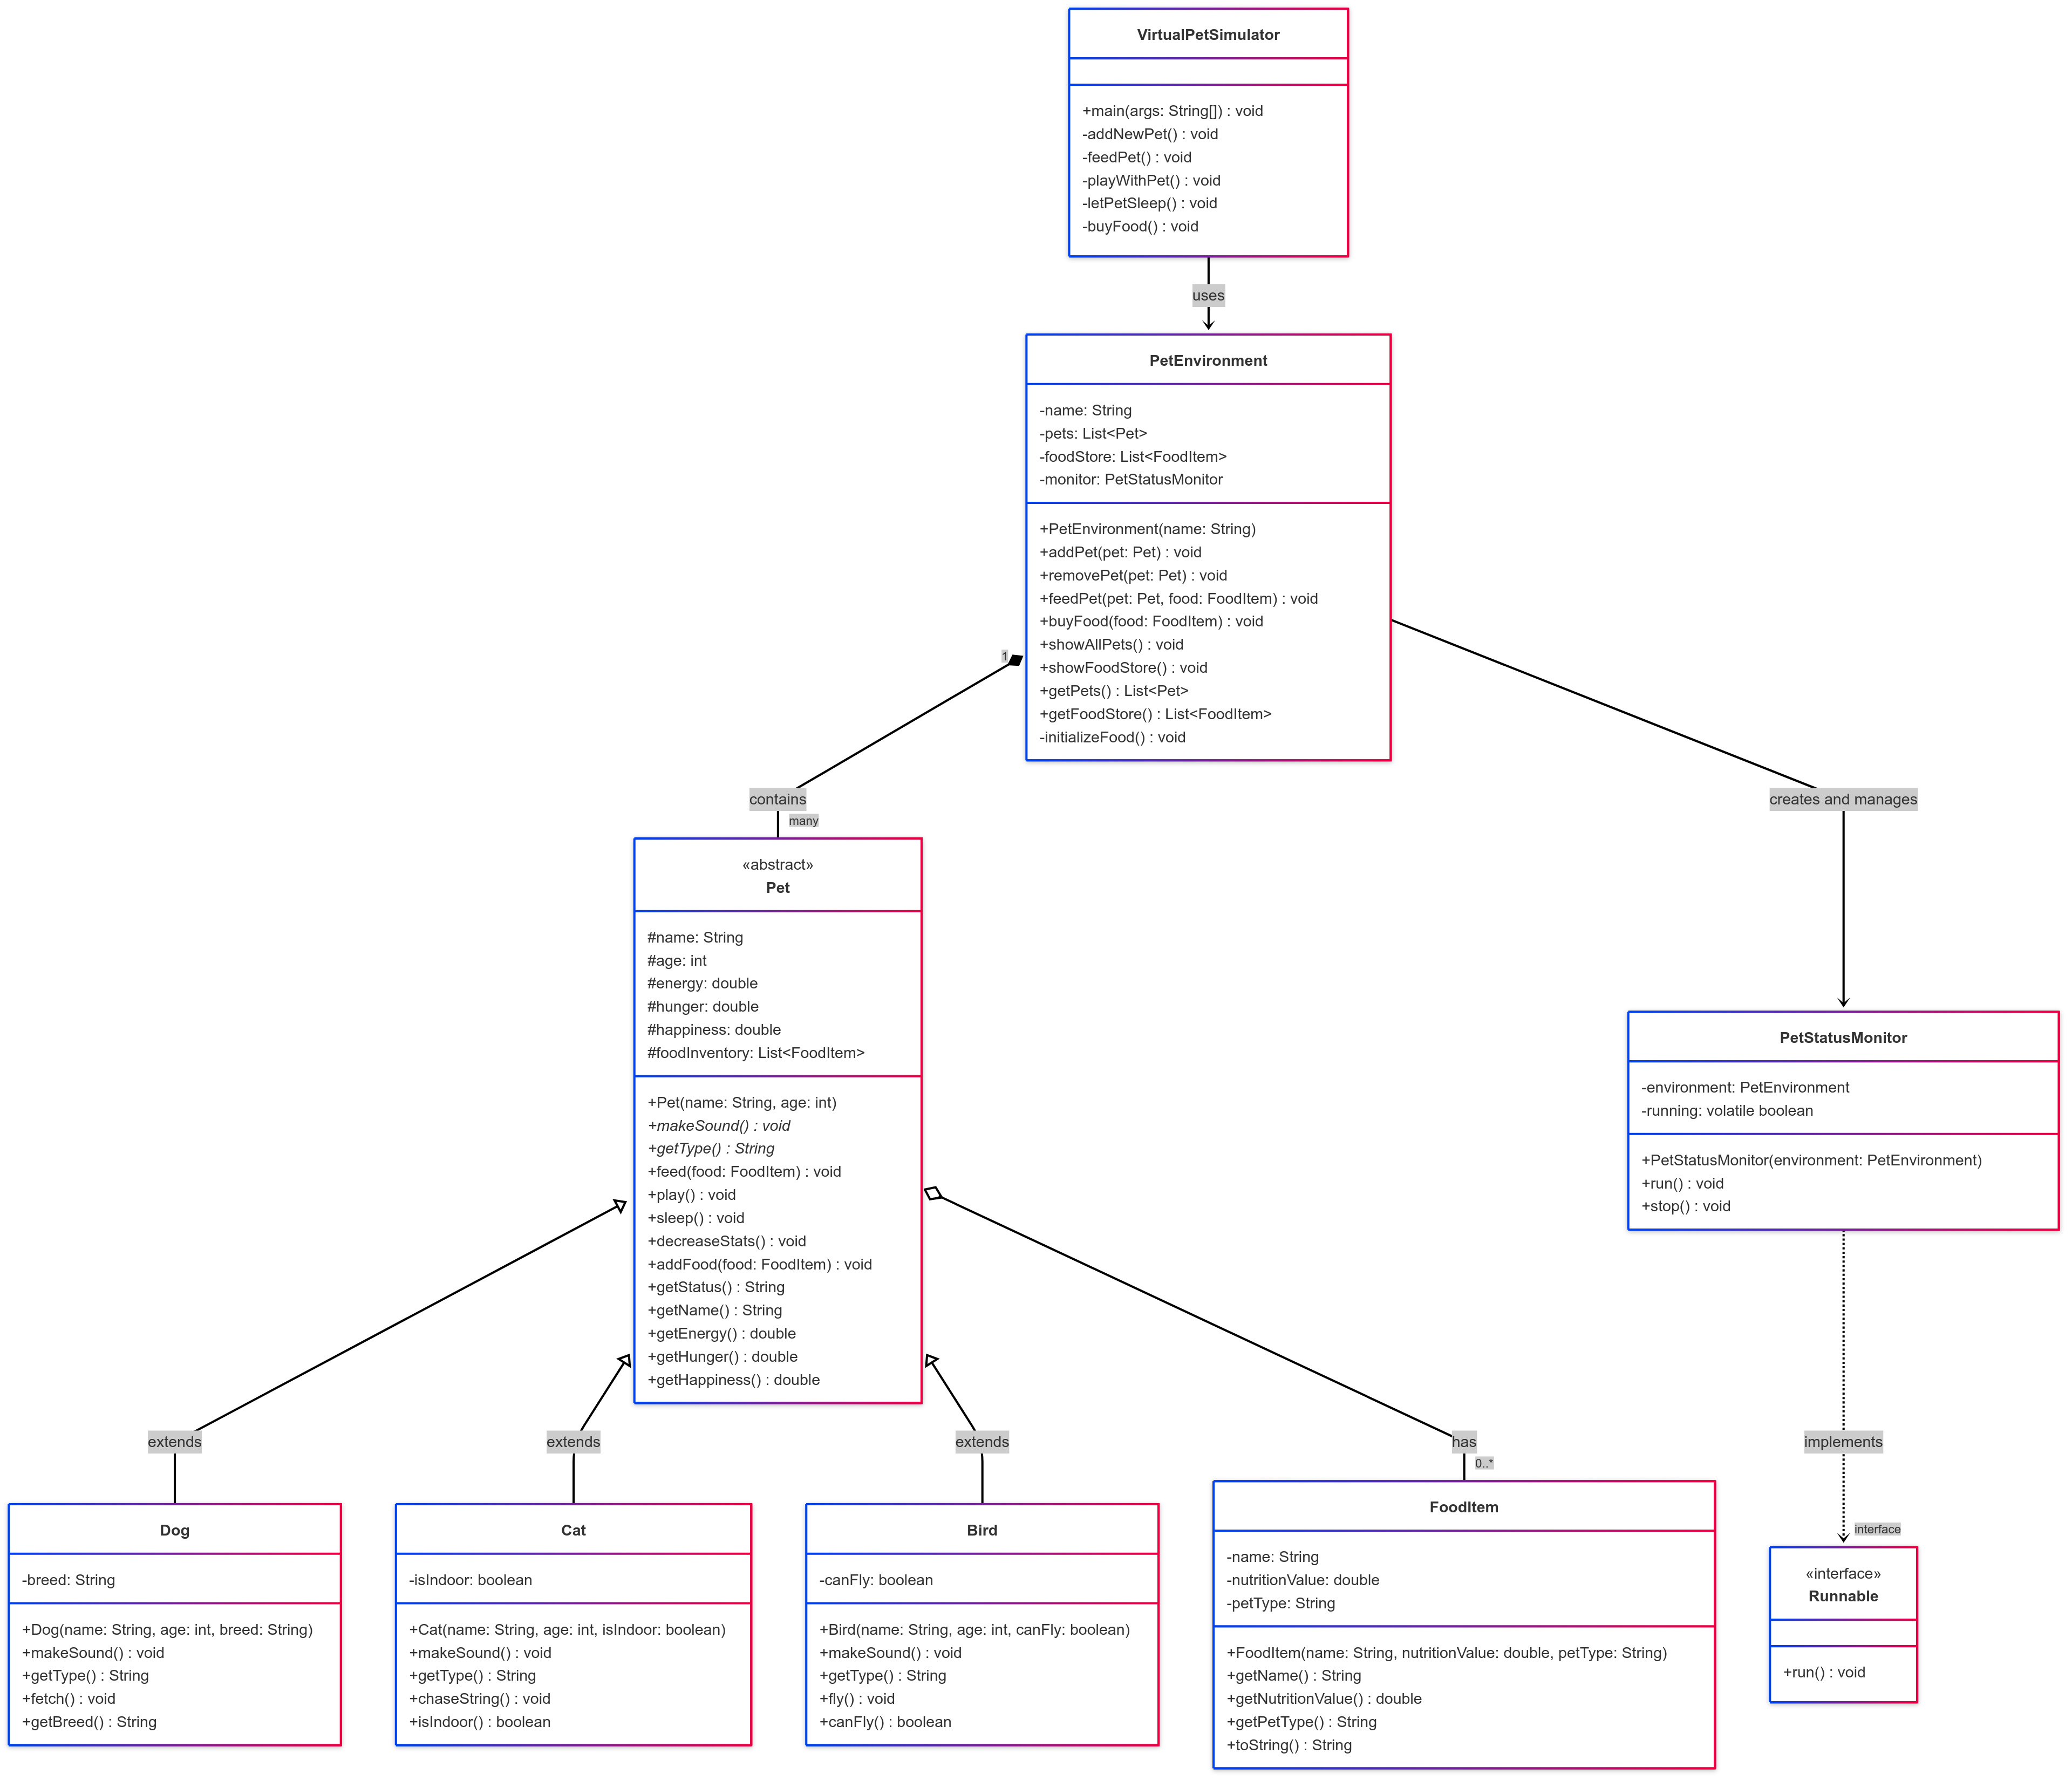 VirtualPetSimulator
+main(args: String[]) : void
-addNewPet() : void
-feedPet() : void
-playWithPet() : void
-letPetSleep() : void
-buyFood() : void
uses
PetEnvironment
-name: String
-pets: List<Pet>
-foodStore: List<FoodItem>
-monitor: PetStatusMonitor
+PetEnvironment(name: String)
+addPet(pet: Pet) : void
+removePet(pet: Pet) : void
+feedPet(pet: Pet, food: FoodItem) : void
+buyFood(food: FoodItem) : void
+showAllPets() : void
+showFoodStore() : void
+getPets() : List<Pet>
+getFoodStore() : List<FoodItem>
-initializeFood() : void
1
contains
many
creates and manages
«abstract»
Pet
#name: String
#age: int
#energy: double
#hunger: double
#happiness: double
#foodInventory: List<FoodItem>
+Pet(name: String, age: int)
+makeSound() : void
+getType() : String
+feed(food: FoodItem) : void
+play() : void
+sleep() : void
+decreaseStats() : void
+addFood(food: FoodItem) : void
+getStatus() : String
+getName() : String
+getEnergy() : double
+getHunger() : double
+getHappiness() : double
PetStatusMonitor
-environment: PetEnvironment
-running: volatile boolean
+PetStatusMonitor(environment: PetEnvironment)
+run() : void
+stop() : void
extends
extends
extends
has
0..*
implements
interface
Dog
-breed: String
+Dog(name: String, age: int, breed: String)
+makeSound() : void
+getType() : String
+fetch() : void
+getBreed() : String
Cat
-isIndoor: boolean
+Cat(name: String, age: int, isIndoor: boolean)
+makeSound() : void
+getType() : String
+chaseString() : void
+isIndoor() : boolean
Bird
-canFly: boolean
+Bird(name: String, age: int, canFly: boolean)
+makeSound() : void
+getType() : String
+fly() : void
+canFly() : boolean
FoodItem
-name: String
-nutritionValue: double
-petType: String
+FoodItem(name: String, nutritionValue: double, petType: String)
+getName() : String
+getNutritionValue() : double
+getPetType() : String
+toString() : String
«interface»
Runnable
+run() : void